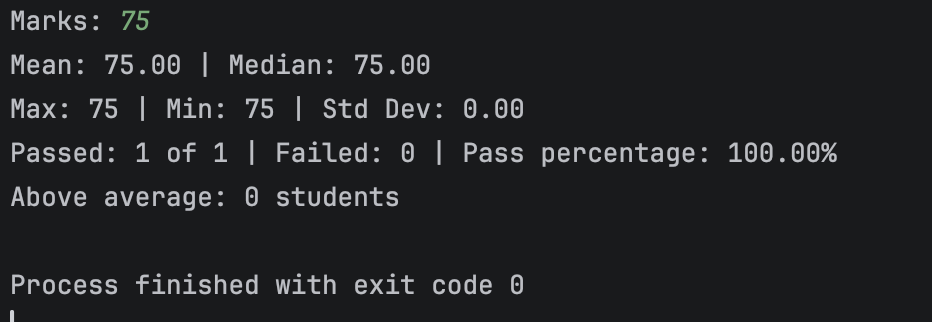 Marks: 75
Mean: 75.00 | Median: 75.00
Max: 75 | Min: 75 | Std Dev: 0.00
Passed: 1 of 1 | Failed: 0 | Pass percentage: 100.00%
Above average: 0 students
Process finished with exit code 0